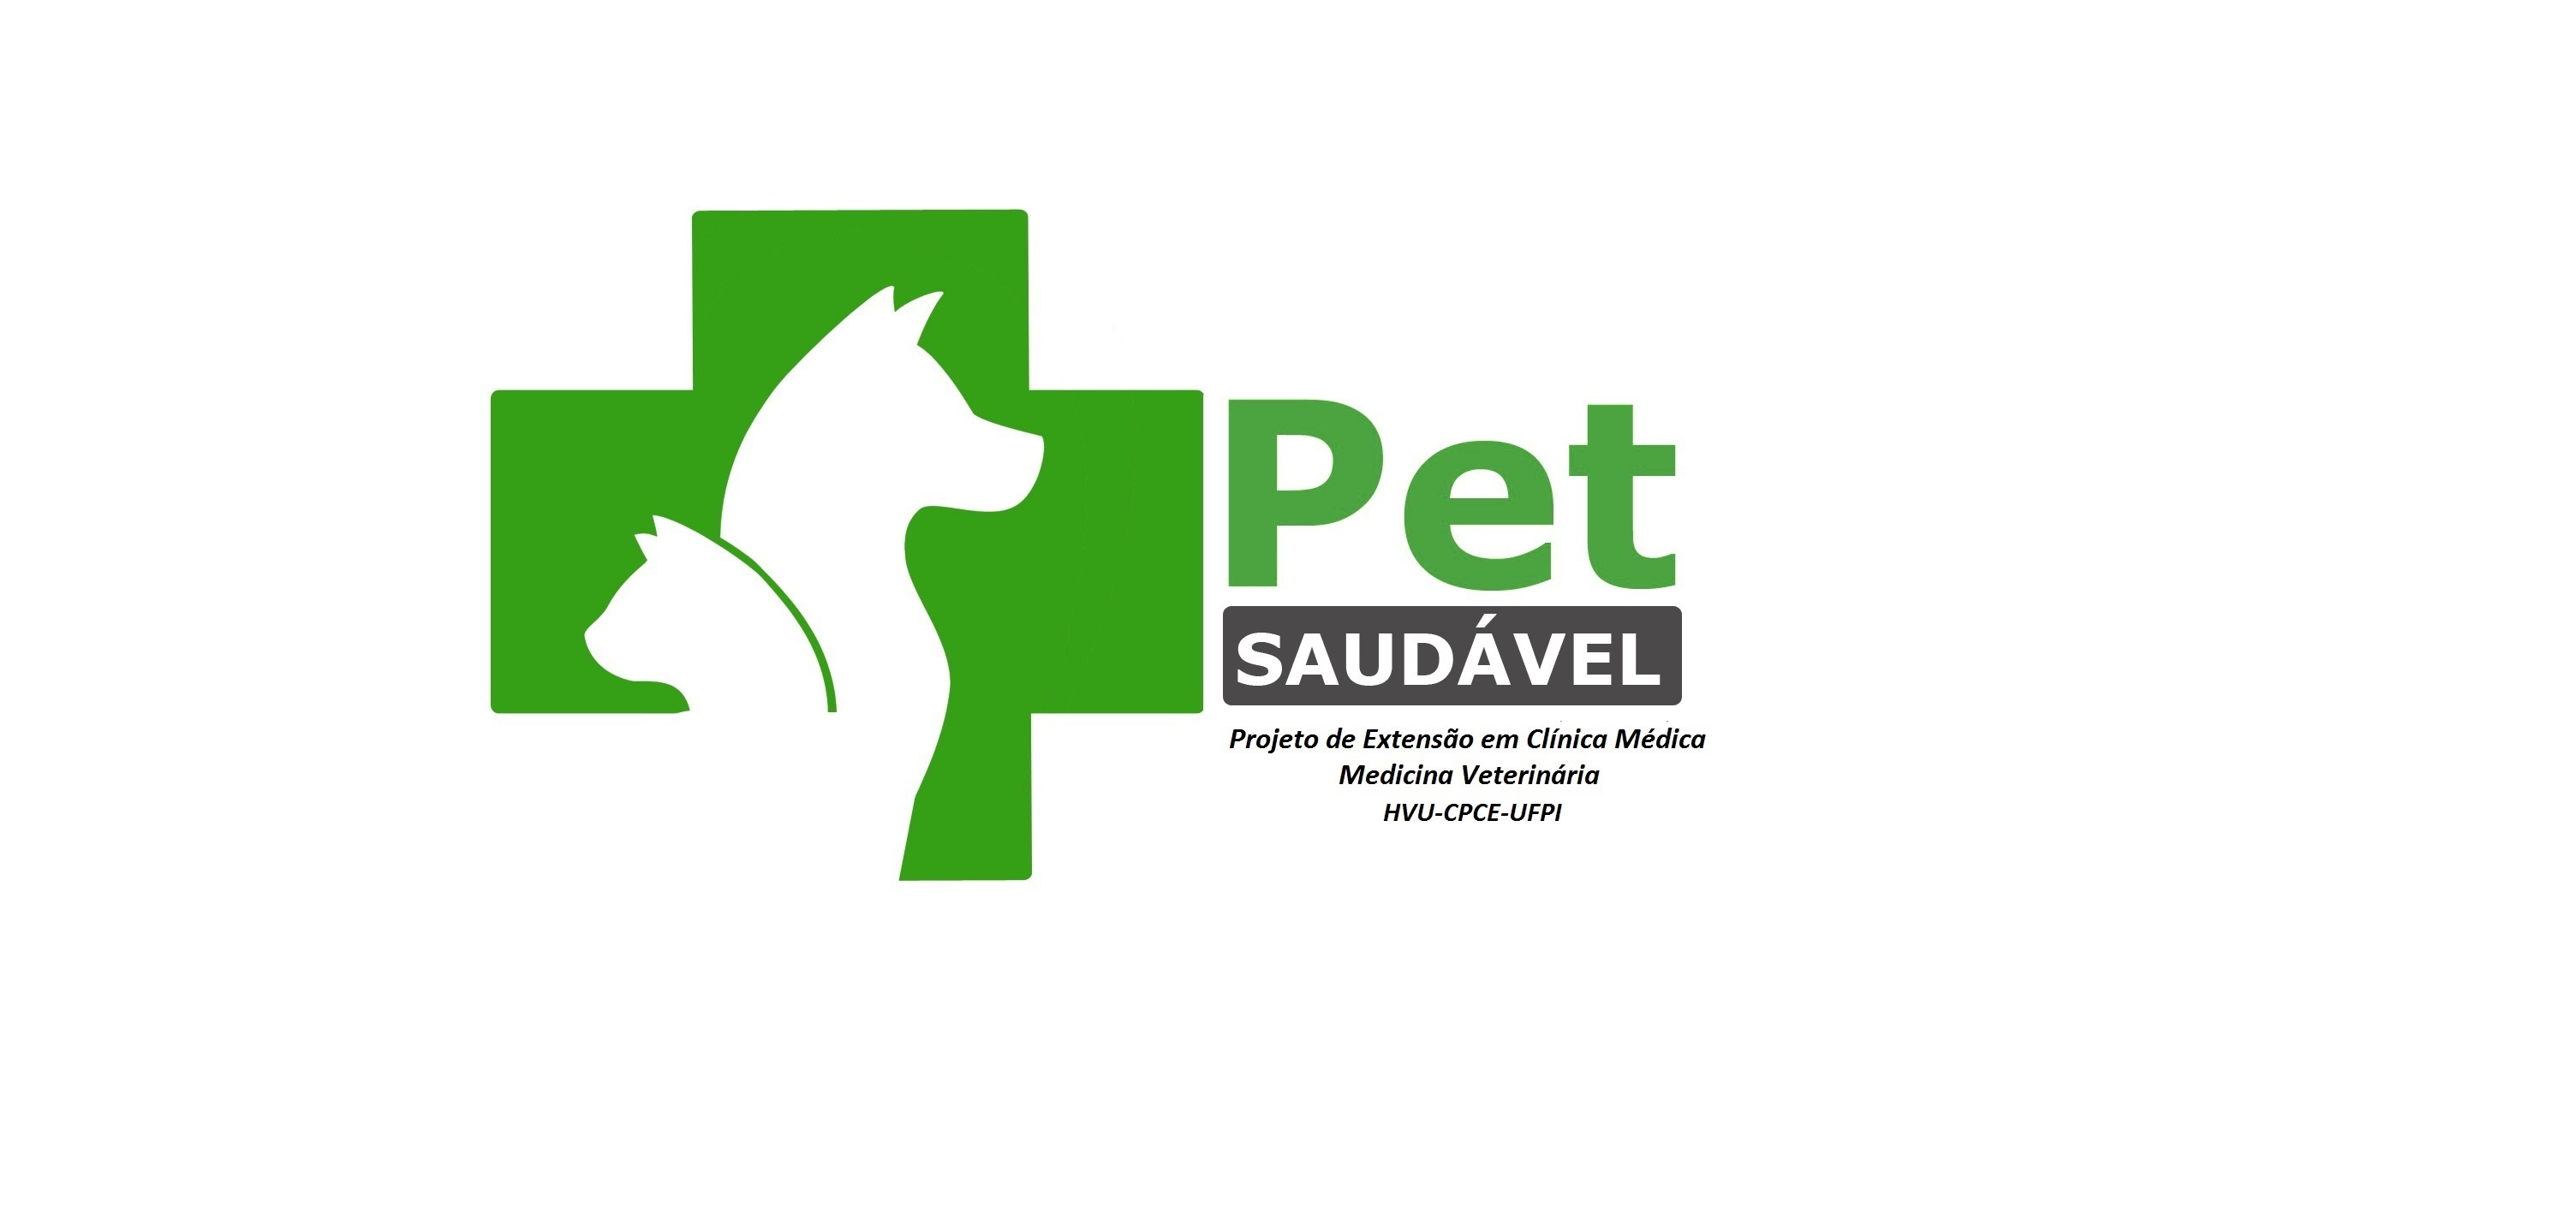 Pet
SAUDÁVEL
Projeto de Extensão em Clínica Médica
Medicina Veterinária
HVU-CPCE-UFPI